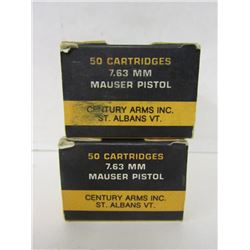 50 CARTRIDGES
7.63 MM
MAUSER PISTOL
CENTURY ARMS INC.
ST. ALBANS VT.
50 CARTRIDGES
7.63 MM
MAUSER PISTOL
CENTURY ARMS INC.
ST. ALBANS VT.